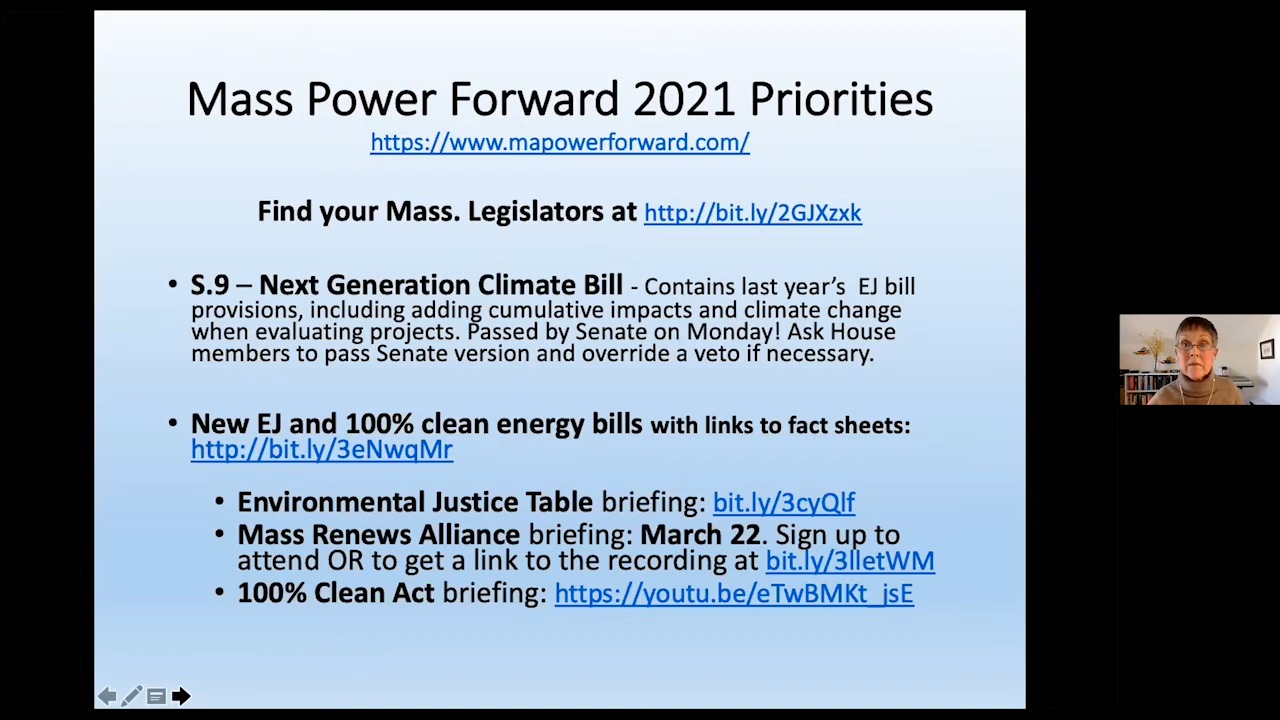 Mass Power Forward 2021 Priorities
https://www.mapowerforward.com/
Find your Mass. Legislators at http://bit.ly/2GJXzxk
• S.9 – Next Generation Climate Bill - Contains last year's EJ bill
provisions, including adding cumulative impacts and climate change
when evaluating projects. Passed by Senate on Monday! Ask House
members to pass Senate version and override a veto if necessary.
• New EJ and 100% clean energy bills with links to fact sheets:
http://bit.ly/3eNwqMr
• Environmental Justice Table briefing: bit.ly/3cyQlf
• Mass Renews Alliance briefing: March 22. Sign up to
attend OR to get a link to the recording at bit.ly/3lletWM
• 100% Clean Act briefing: https://youtu.be/eTwBMKt_jsE